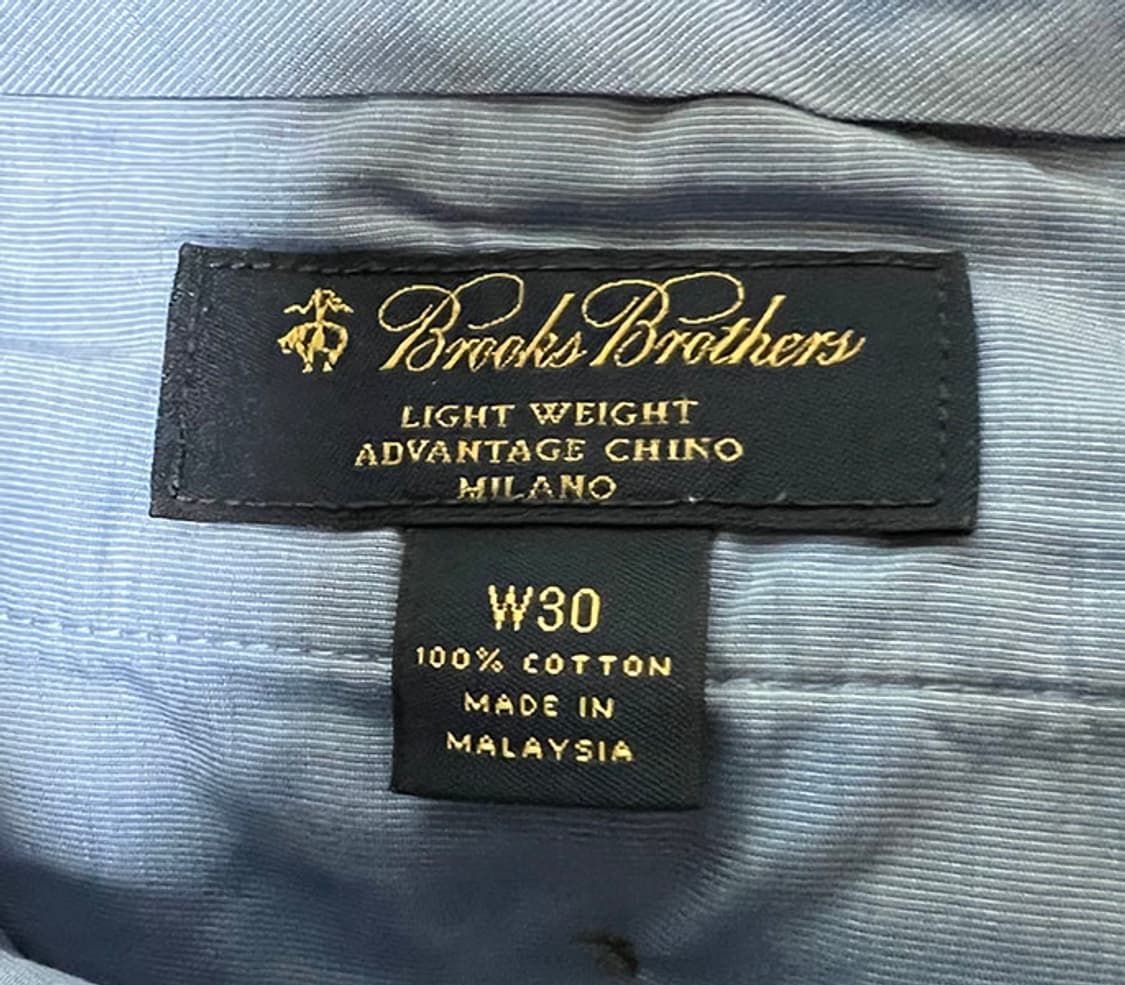 Brooks Brothers
LIGHT WEIGHT
ADVANTAGE CHINO
MILANO
W30
100% COTTON
MADE IN
MALAYSIA